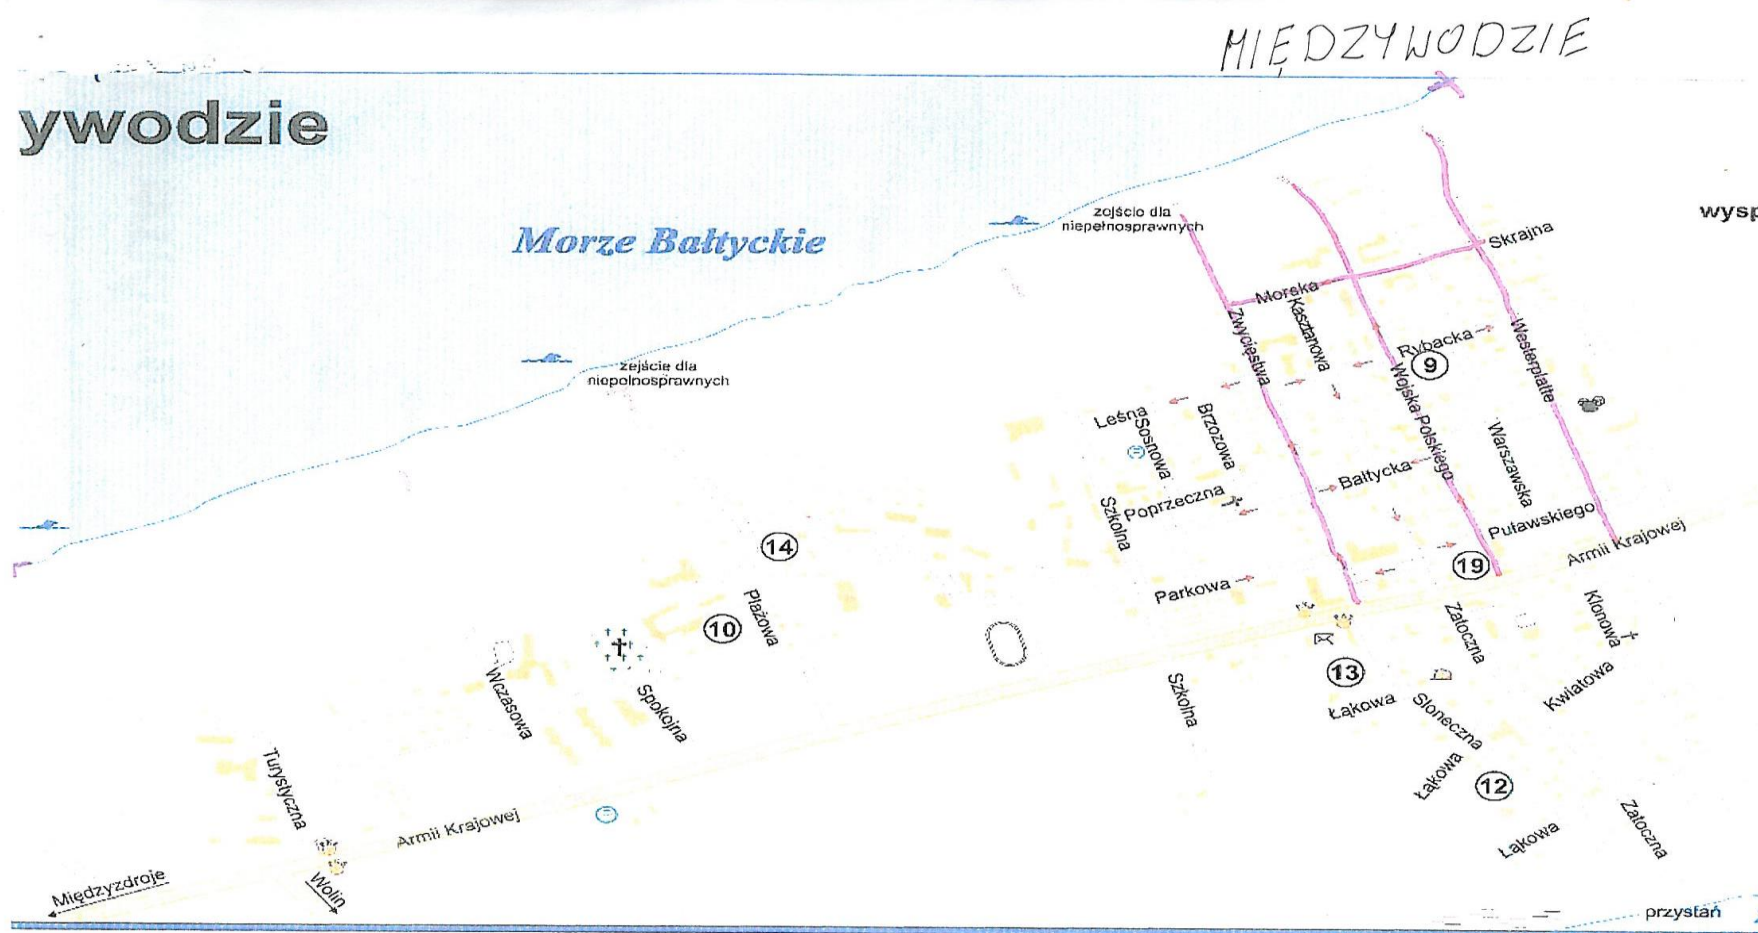 MIĘDZYWODZIE
ywodzie
Morze Bałtyckie
zejście dla
niepełnosprawnych
wysp
Skrajna
Morska
Kasztanowa
Zwycięstwa
Rybacka
9
Westerplatte
Wojska Polskiego
zejście dla
niepełnosprawnych
Leśna
Sosnowa
Brzozowa
Warszawska
Bałtycka
Poprzeczna
Szkolna
Puławskiego
Armii Krajowej
14
19
Parkowa
Plażowa
10
Zatoczna
Klonowa
13
Wczasowa
Spokojna
Szkolna
Łąkowa
Słoneczna
Kwiatowa
Turystyczna
Łąkowa
12
Armii Krajowej
Łąkowa
Zatoczna
Międzyzdroje
Wolin
przystań